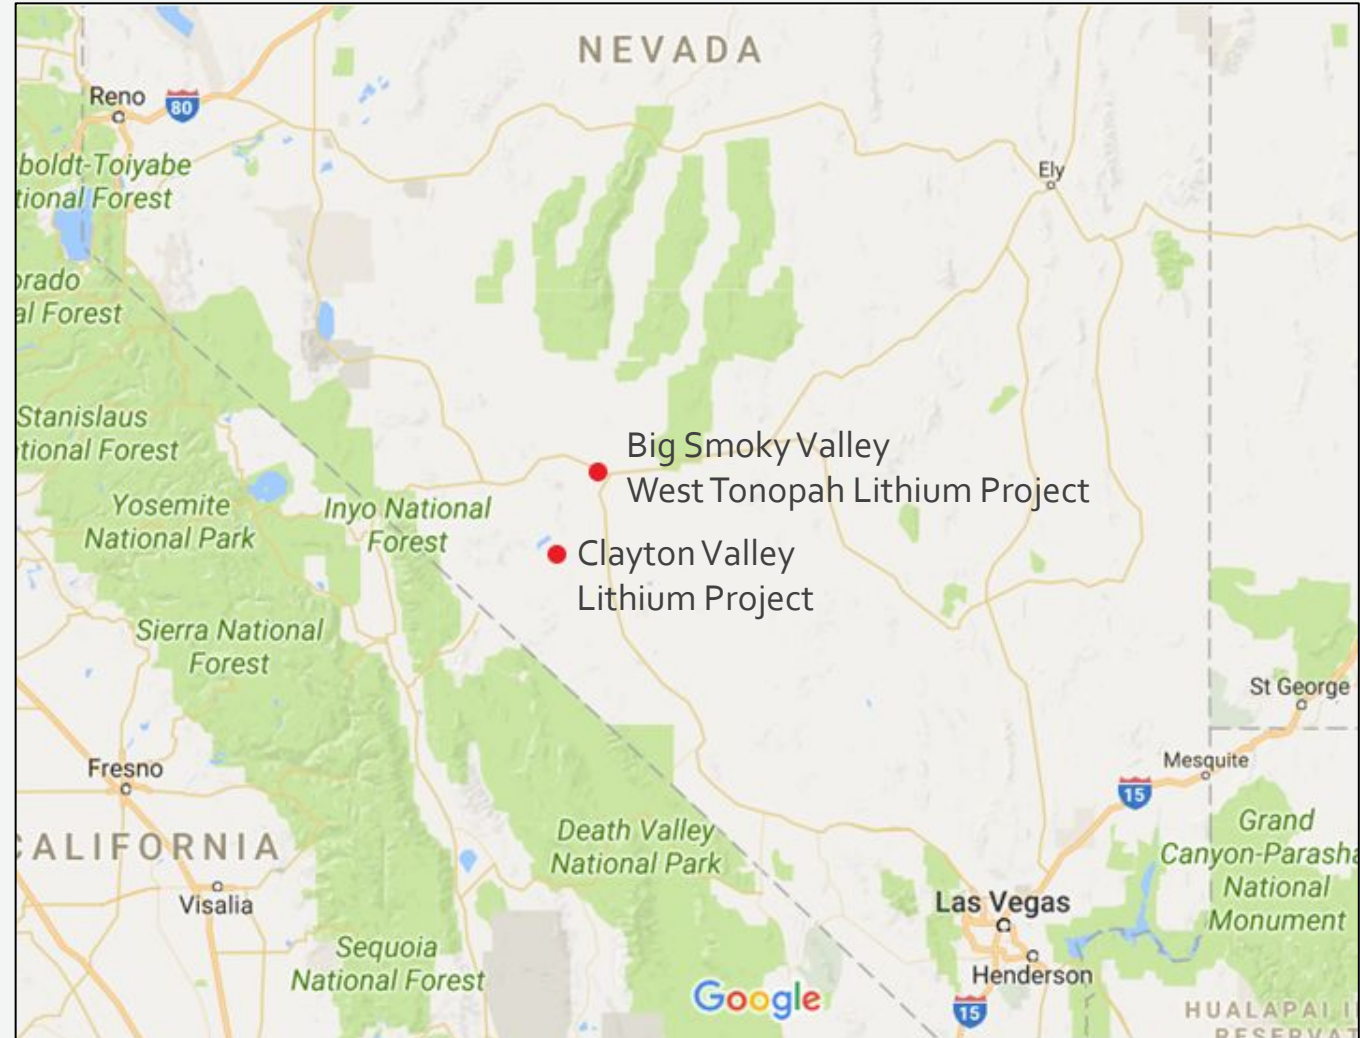 NEVADA
Reno
80
boldt-Toiyabe
tional Forest
Ely
orado
al Forest
Stanislaus
tional Forest
Big Smoky Valley
West Tonopah Lithium Project
Yosemite
National Park
Inyo National
Forest
Clayton Valley
Lithium Project
Sierra National
Forest
St George
Fresno
Mesquite
15
CALIFORNIA
Death Valley
National Park
Grand
Canyon-Parasha
National
Monument
Visalia
Las Vegas
Sequoia
National Forest
Henderson
Google
15
HUALAPAI I
RESERVAT